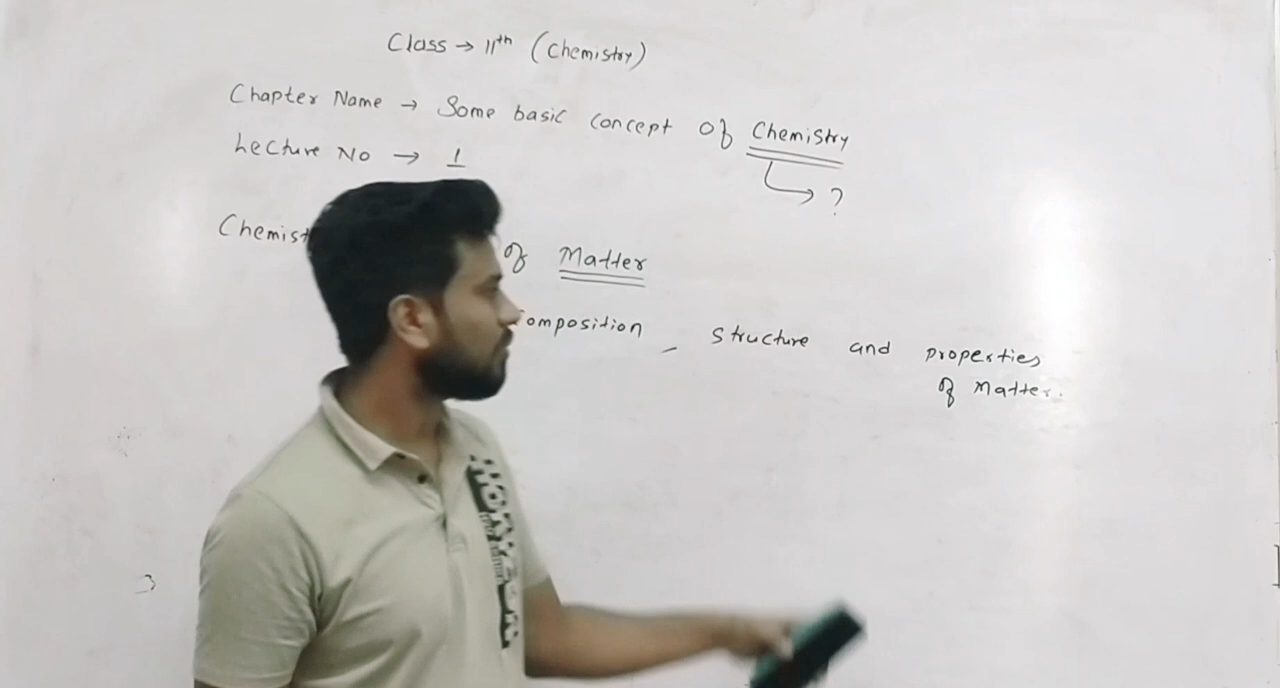 Class → 11th (Chemistry)
Chapter Name → Some basic concept of Chemistry
Lecture No → 1
↳ ?
Chemist of Matter
omposition, structure and properties
of Matter.